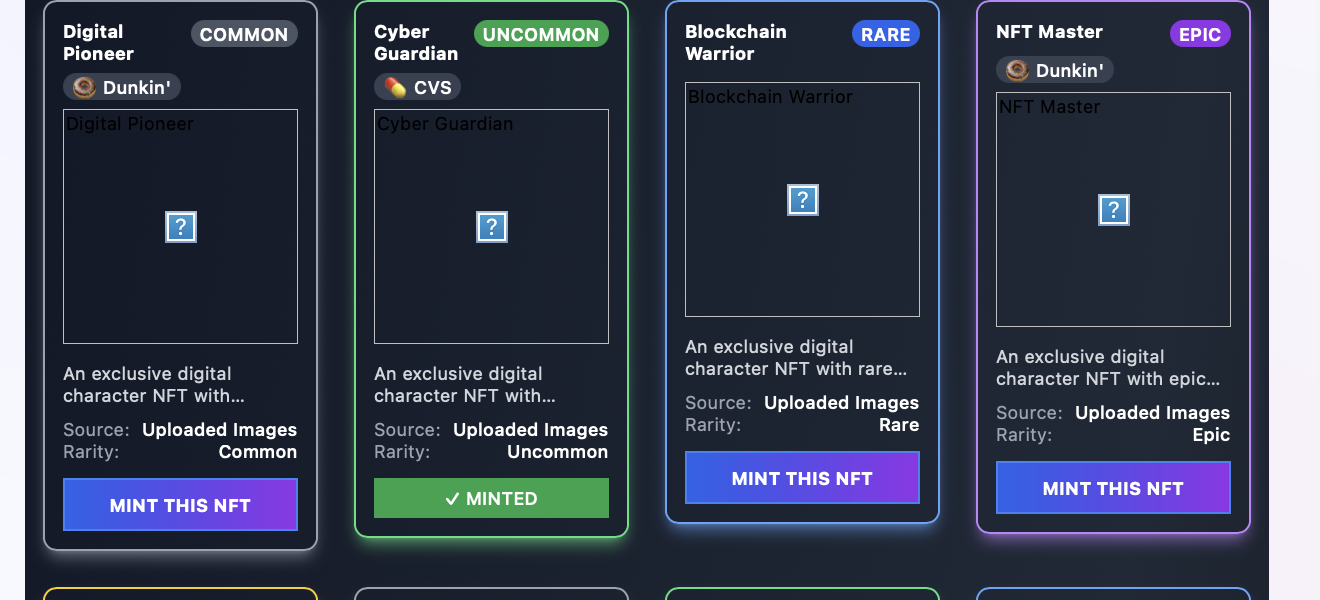 Digital
Pioneer
COMMON
Dunkin'
Digital Pioneer
?
An exclusive digital
character NFT with...
Source: Uploaded Images
Rarity: Common
MINT THIS NFT
Cyber
Guardian
UNCOMMON
CVS
Cyber Guardian
?
An exclusive digital
character NFT with...
Source: Uploaded Images
Rarity: Uncommon
✓ MINTED
Blockchain
Warrior
RARE
Blockchain Warrior
?
An exclusive digital
character NFT with rare...
Source: Uploaded Images
Rarity: Rare
MINT THIS NFT
NFT Master
EPIC
Dunkin'
NFT Master
?
An exclusive digital
character NFT with epic...
Source: Uploaded Images
Rarity: Epic
MINT THIS NFT